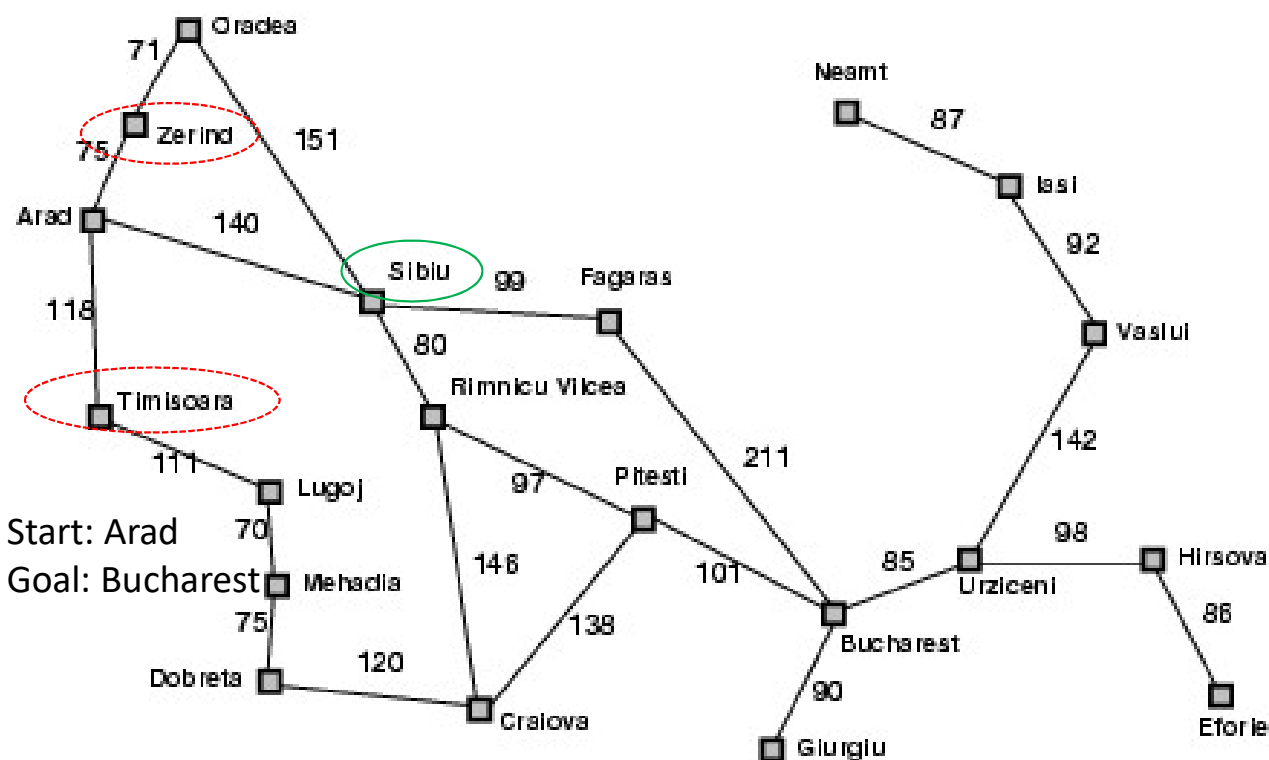 Oradea
71
Neamt
87
Zerind
151
75
Iasi
Arad
140
92
Sibiu
99
Fagaras
118
80
Vaslui
Timisoara
Rimnicu Vilcea
142
111
97
Pitesti
211
Lugoj
Start: Arad
70
98
Hirsova
Goal: Bucharest
Mehadia
146
101
85
Urziceni
75
138
86
Bucharest
120
Dobreta
90
Craiova
Eforie
Giurgiu